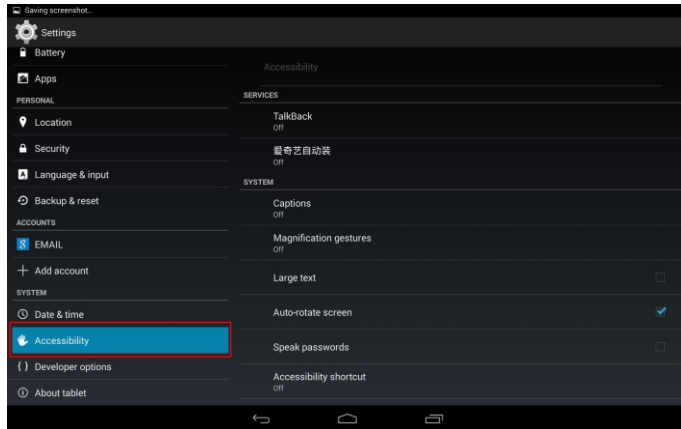 Saving screenshot...
Settings
Battery
Apps
PERSONAL
Location
Security
Language & input
Backup & reset
ACCOUNTS
EMAIL
Add account
SYSTEM
Date & time
Accessibility
Developer options
About tablet
Accessibility
SERVICES
TalkBack
Off
爱奇艺自动装
Off
SYSTEM
Captions
Off
Magnification gestures
Off
Large text
Auto-rotate screen
Speak passwords
Accessibility shortcut
Off